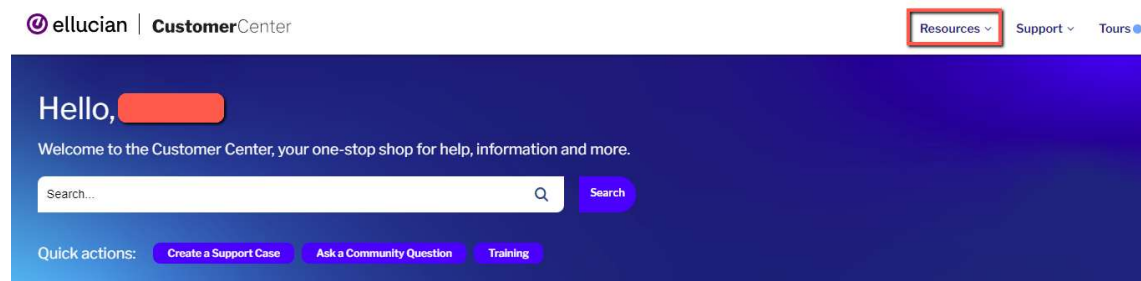 ellucian | CustomerCenter
Resources Support Tours
Hello,
Welcome to the Customer Center, your one-stop shop for help, information and more.
Search... Search
Quick actions: Create a Support Case Ask a Community Question Training